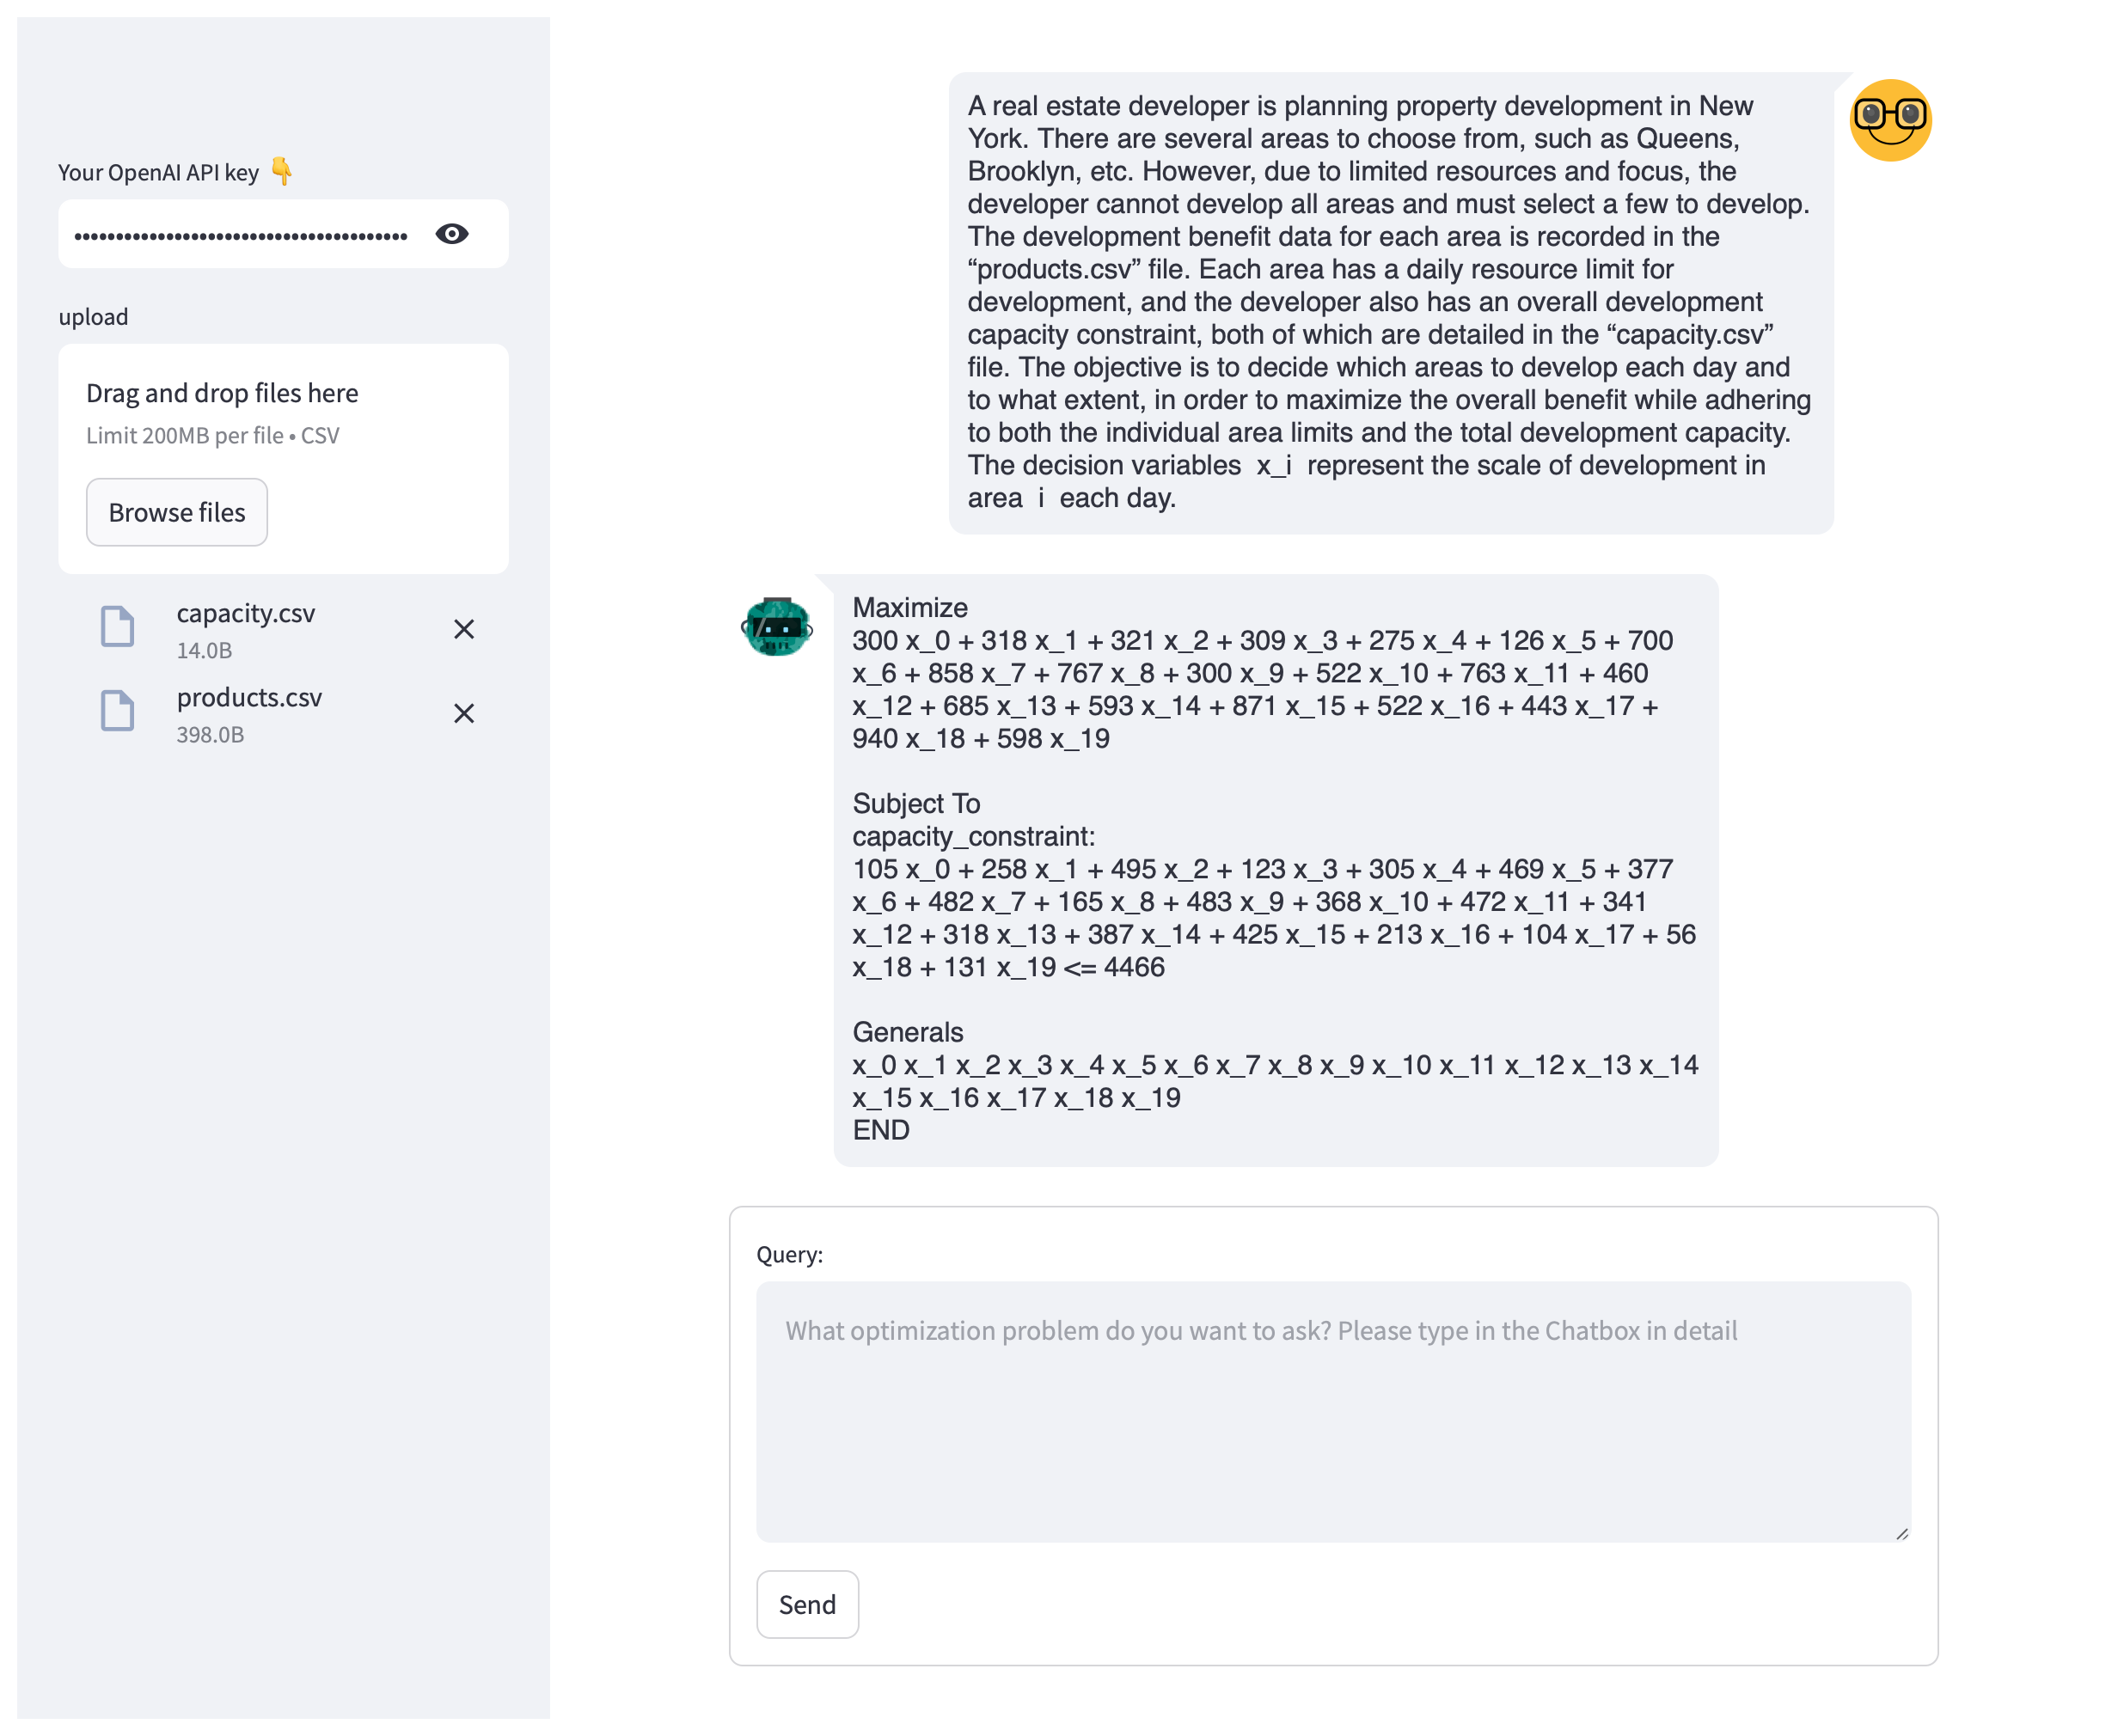 Your OpenAI API key 👇
••••••••••••••••••••••••••••••••••••••••
upload
Drag and drop files here
Limit 200MB per file • CSV
Browse files
capacity.csv
14.0B
products.csv
398.0B
A real estate developer is planning property development in New
York. There are several areas to choose from, such as Queens,
Brooklyn, etc. However, due to limited resources and focus, the
developer cannot develop all areas and must select a few to develop.
The development benefit data for each area is recorded in the
“products.csv” file. Each area has a daily resource limit for
development, and the developer also has an overall development
capacity constraint, both of which are detailed in the “capacity.csv”
file. The objective is to decide which areas to develop each day and
to what extent, in order to maximize the overall benefit while adhering
to both the individual area limits and the total development capacity.
The decision variables x_i represent the scale of development in
area i each day.
Maximize
300 x_0 + 318 x_1 + 321 x_2 + 309 x_3 + 275 x_4 + 126 x_5 + 700
x_6 + 858 x_7 + 767 x_8 + 300 x_9 + 522 x_10 + 763 x_11 + 460
x_12 + 685 x_13 + 593 x_14 + 871 x_15 + 522 x_16 + 443 x_17 +
940 x_18 + 598 x_19
Subject To
capacity_constraint:
105 x_0 + 258 x_1 + 495 x_2 + 123 x_3 + 305 x_4 + 469 x_5 + 377
x_6 + 482 x_7 + 165 x_8 + 483 x_9 + 368 x_10 + 472 x_11 + 341
x_12 + 318 x_13 + 387 x_14 + 425 x_15 + 213 x_16 + 104 x_17 + 56
x_18 + 131 x_19 <= 4466
Generals
x_0 x_1 x_2 x_3 x_4 x_5 x_6 x_7 x_8 x_9 x_10 x_11 x_12 x_13 x_14
x_15 x_16 x_17 x_18 x_19
END
Query:
What optimization problem do you want to ask? Please type in the Chatbox in detail
Send